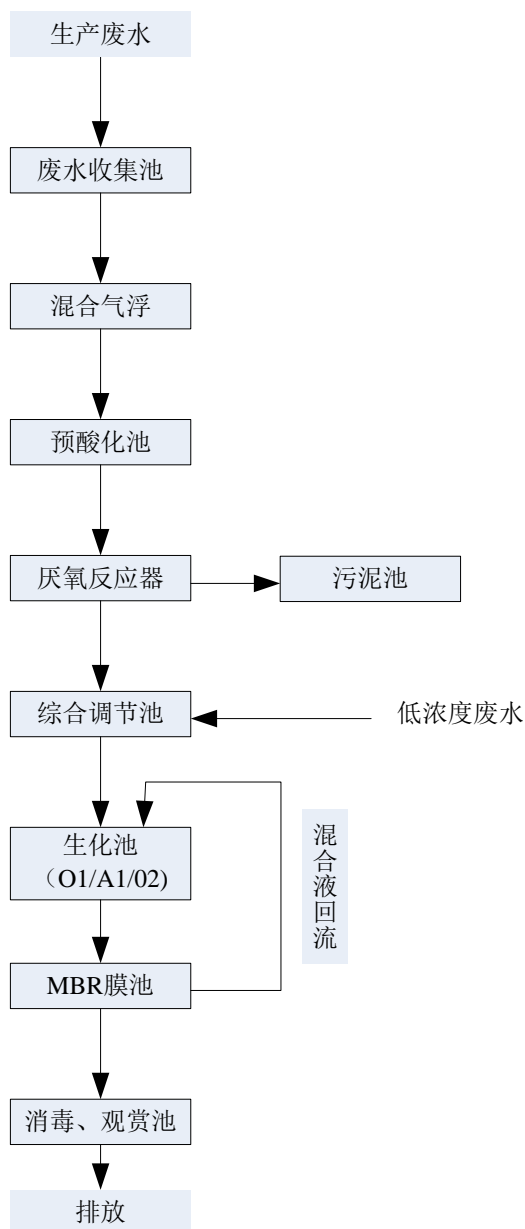 生产废水
废水收集池
混合气浮
预酸化池
厌氧反应器
污泥池
综合调节池
低浓度废水
生化池
（O1/A1/02)
混合液回流
MBR膜池
消毒、观赏池
排放